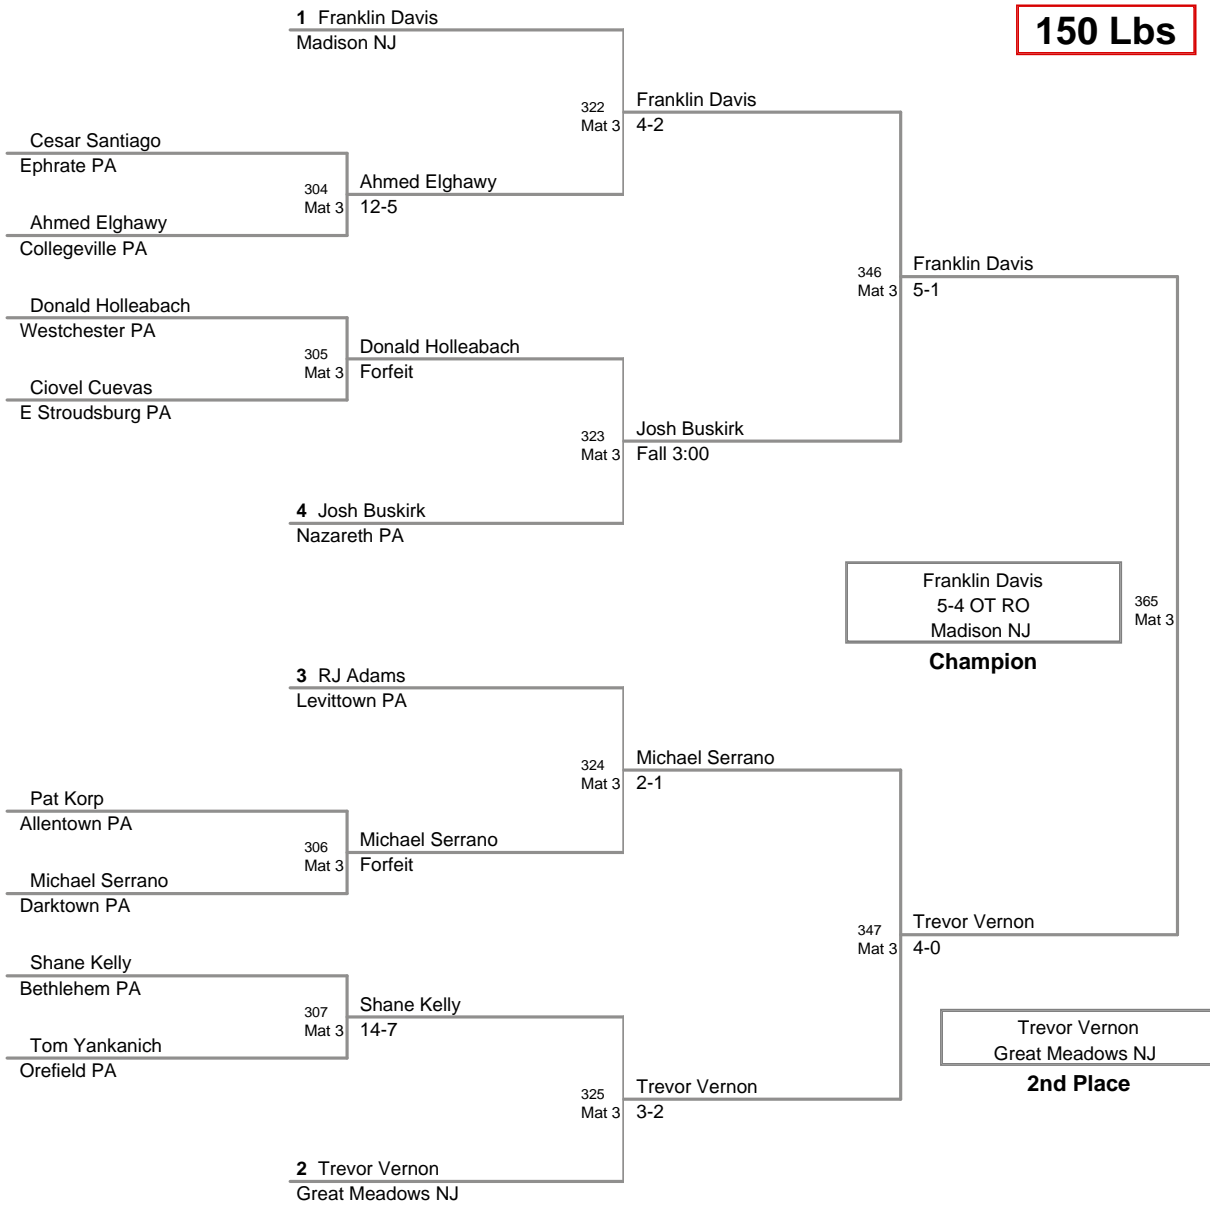 1 Franklin Davis
Madison NJ
150 Lbs
322
Mat 3
Franklin Davis
4-2
Cesar Santiago
Ephrate PA
304
Mat 3
Ahmed Elghawy
12-5
Ahmed Elghawy
Collegeville PA
346
Mat 3
Franklin Davis
5-1
Donald Holleabach
Westchester PA
305
Mat 3
Donald Holleabach
Forfeit
Ciovel Cuevas
E Stroudsburg PA
323
Mat 3
Josh Buskirk
Fall 3:00
4 Josh Buskirk
Nazareth PA
Franklin Davis
5-4 OT RO
Madison NJ
Champion
365
Mat 3
3 RJ Adams
Levittown PA
324
Mat 3
Michael Serrano
2-1
Pat Korp
Allentown PA
306
Mat 3
Michael Serrano
Forfeit
Michael Serrano
Darktown PA
347
Mat 3
Trevor Vernon
4-0
Shane Kelly
Bethlehem PA
307
Mat 3
Shane Kelly
14-7
Tom Yankanich
Orefield PA
Trevor Vernon
Great Meadows NJ
2nd Place
325
Mat 3
Trevor Vernon
3-2
2 Trevor Vernon
Great Meadows NJ